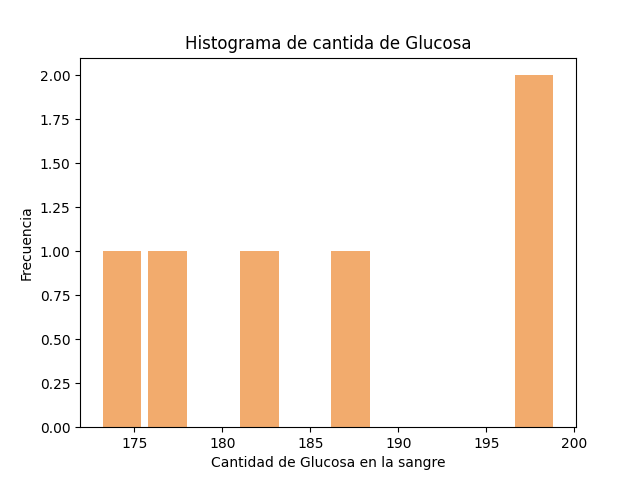 Histograma de cantida de Glucosa
2.00
1.75
1.50
1.25
1.00
0.75
0.50
0.25
0.00
Frecuencia
175 180 185 190 195 200
Cantidad de Glucosa en la sangre